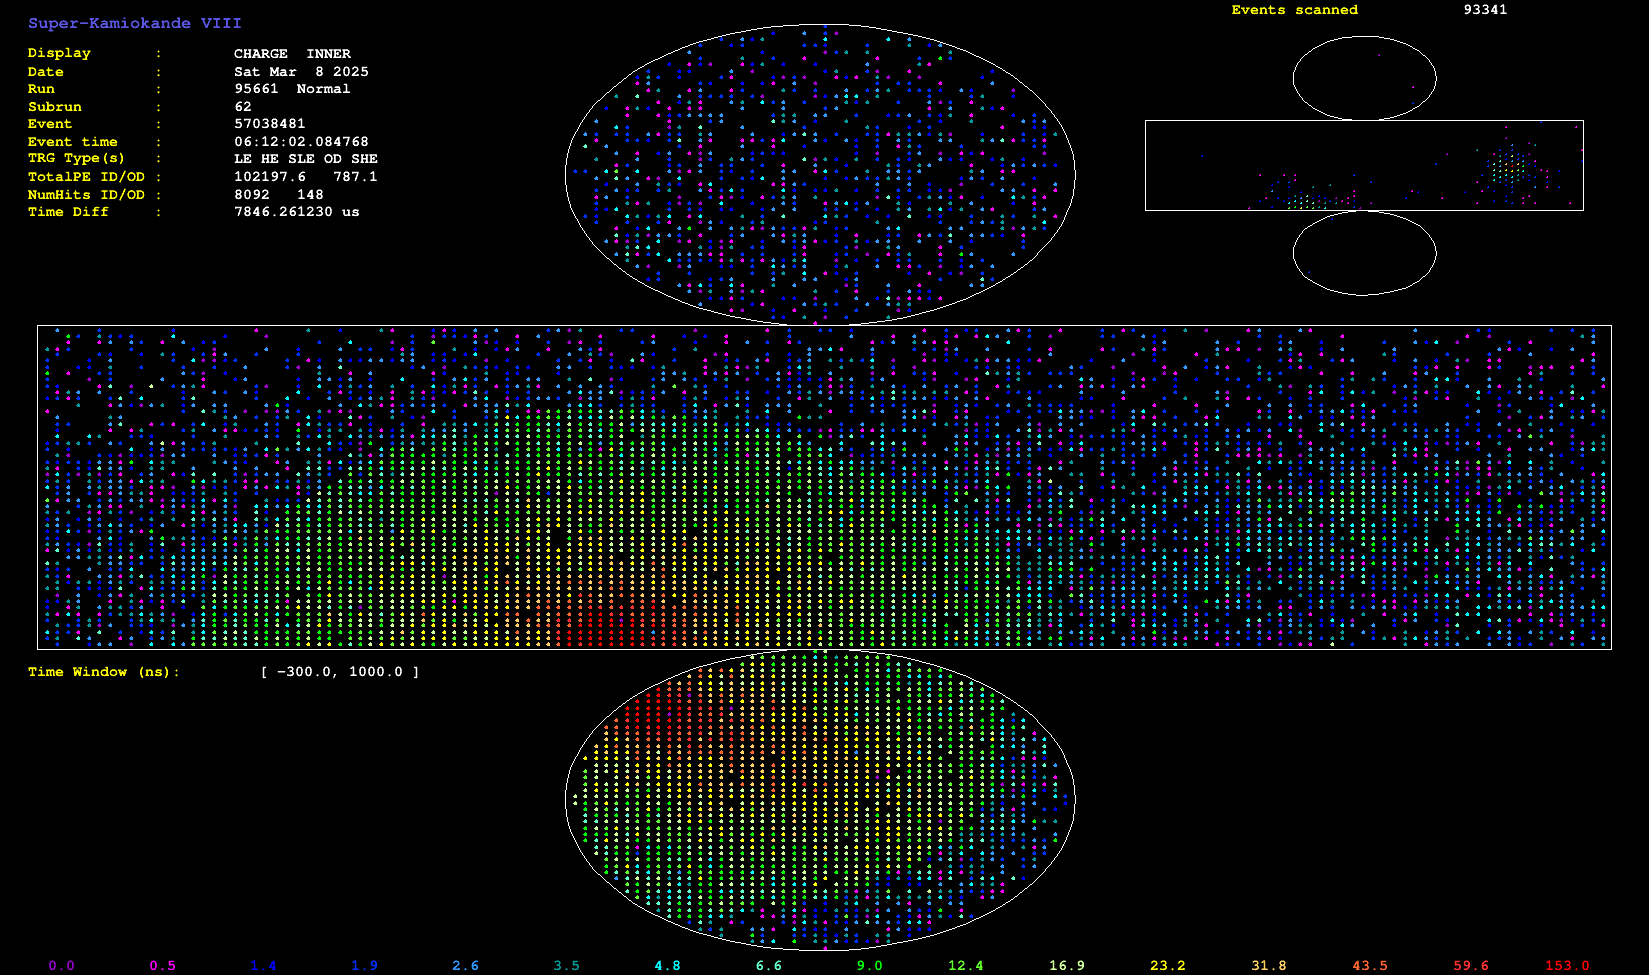 Super-Kamiokande VIII
Events scanned 93341
Display : CHARGE INNER
Date : Sat Mar 8 2025
Run : 95661 Normal
Subrun : 62
Event : 57038481
Event time : 06:12:02.084768
TRG Type(s) : LE HE SLE OD SHE
TotalPE ID/OD : 102197.6 787.1
NumHits ID/OD : 8092 148
Time Diff : 7846.261230 us
Time Window (ns): [ -300.0, 1000.0 ]
0.0 0.5 1.4 1.9 2.6 3.5 4.8 6.6 9.0 12.4 16.9 23.2 31.8 43.5 59.6 153.0